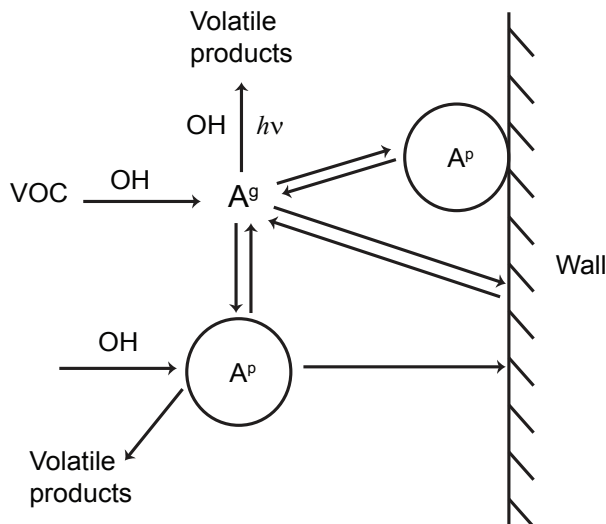 Volatile
products
OH hν
Aᵖ
VOC OH Aᵍ
Wall
OH
Aᵖ
Volatile
products